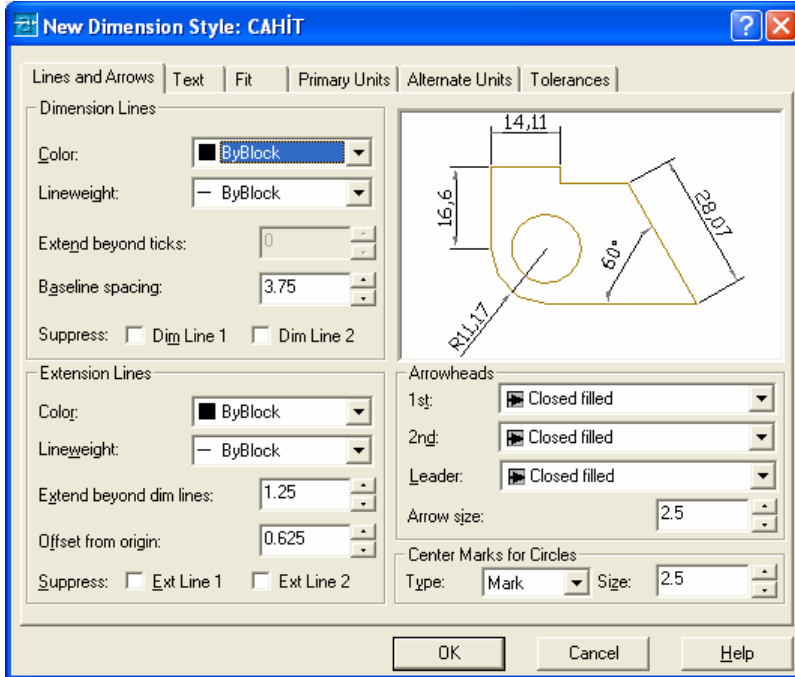 New Dimension Style: CAHİT
Lines and Arrows Text Fit Primary Units Alternate Units Tolerances
Dimension Lines
Color: ByBlock
Lineweight: ByBlock
Extend beyond ticks: 0
Baseline spacing: 3.75
Suppress: Dim Line 1 Dim Line 2
Extension Lines
Color: ByBlock
Lineweight: ByBlock
Extend beyond dim lines: 1.25
Offset from origin: 0.625
Suppress: Ext Line 1 Ext Line 2
14,11
16,6
28,07
60°
R11,17
Arrowheads
1st: Closed filled
2nd: Closed filled
Leader: Closed filled
Arrow size: 2.5
Center Marks for Circles
Type: Mark Size: 2.5
OK Cancel Help